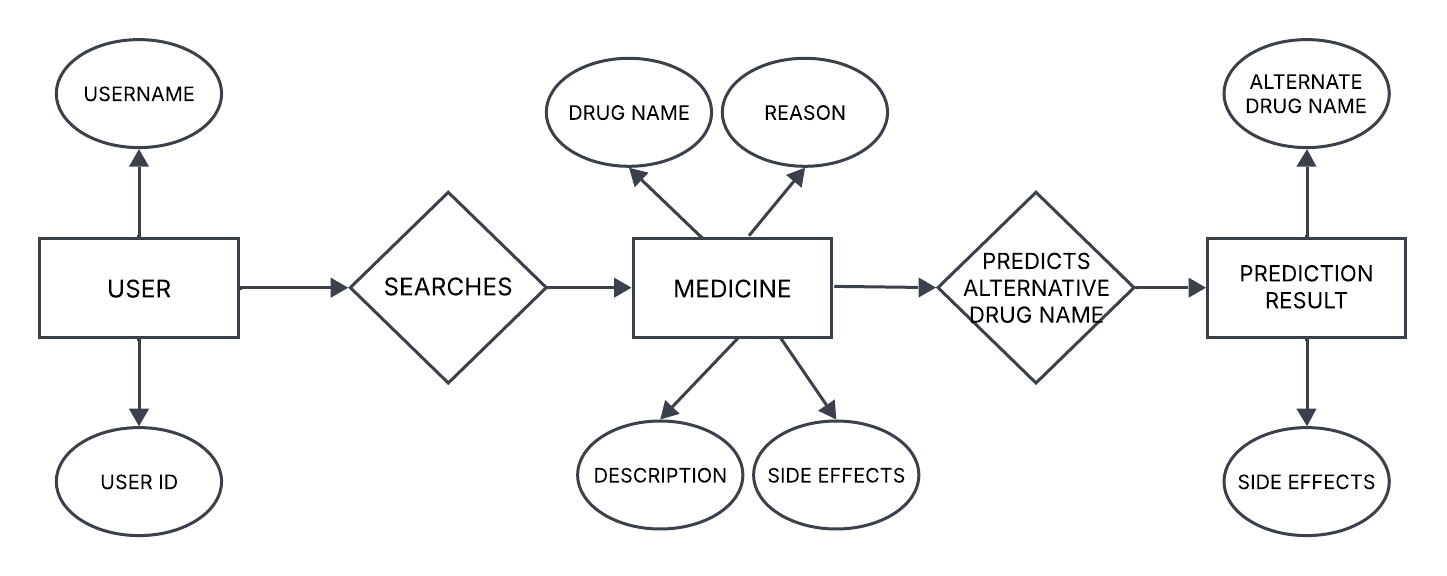 USERNAME
DRUG NAME
REASON
ALTERNATE
DRUG NAME
USER
SEARCHES
MEDICINE
PREDICTS
ALTERNATIVE
DRUG NAME
PREDICTION
RESULT
USER ID
DESCRIPTION
SIDE EFFECTS
SIDE EFFECTS